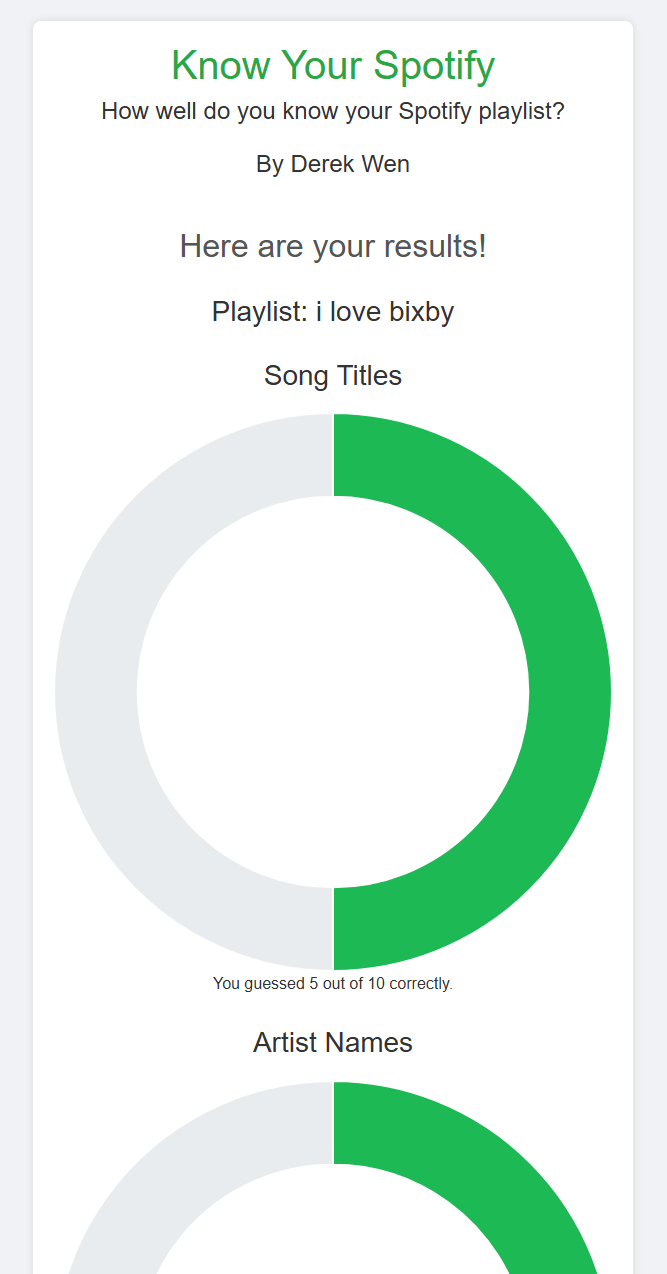 Know Your Spotify
How well do you know your Spotify playlist?
By Derek Wen
Here are your results!
Playlist: i love bixby
Song Titles
You guessed 5 out of 10 correctly.
Artist Names